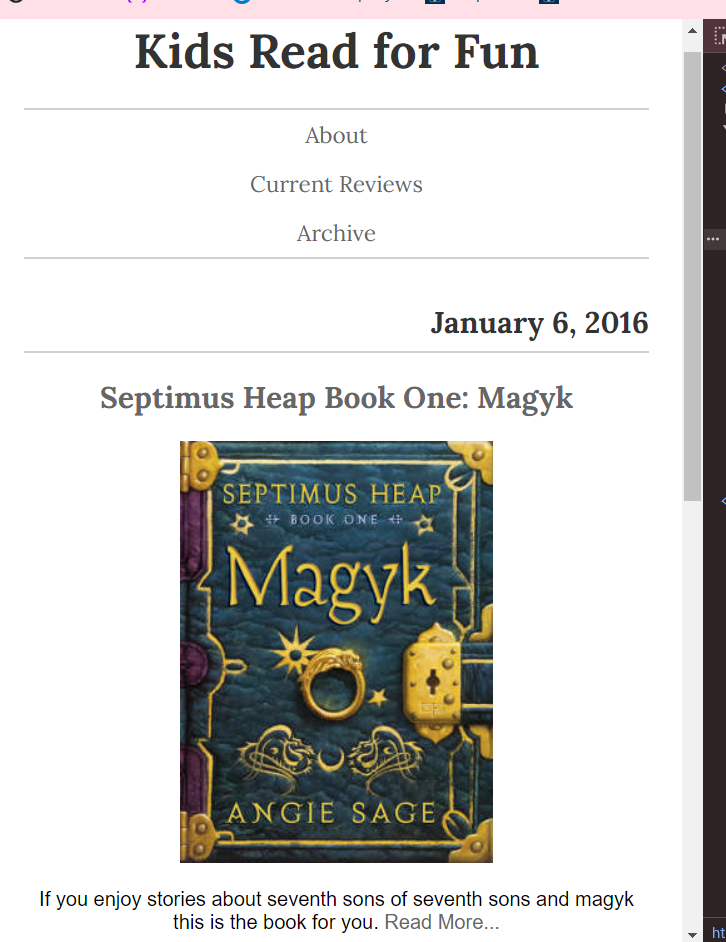 Kids Read for Fun
About
Current Reviews
Archive
January 6, 2016
Septimus Heap Book One: Magyk
SEPTIMUS HEAP
BOOK ONE
Magyk
ANGIE SAGE
If you enjoy stories about seventh sons of seventh sons and magyk
this is the book for you. Read More...